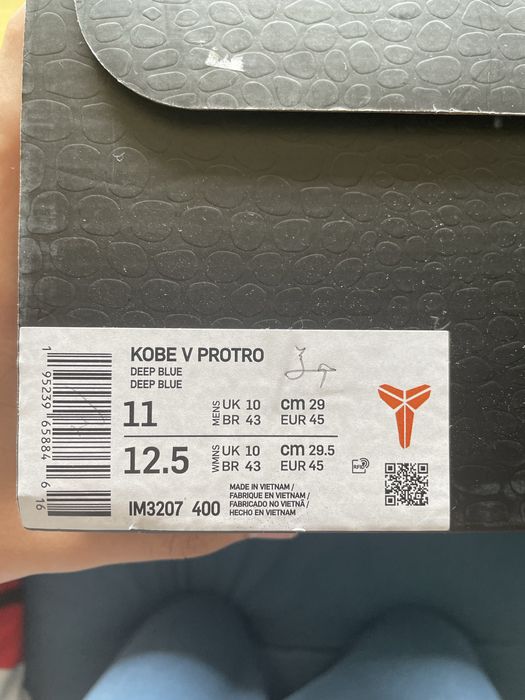 KOBE V PROTRO
DEEP BLUE
DEEP BLUE
11 MENS UK 10 cm 29
BR 43 EUR 45
12.5 WMNS UK 10 cm 29.5
BR 43 EUR 45
RFID
IM3207 400
MADE IN VIETNAM /
FABRIQUE EN VIETNAM /
FABRICADO NO VIETNÃ /
HECHO EN VIETNAM
1 95239 65884 6 16